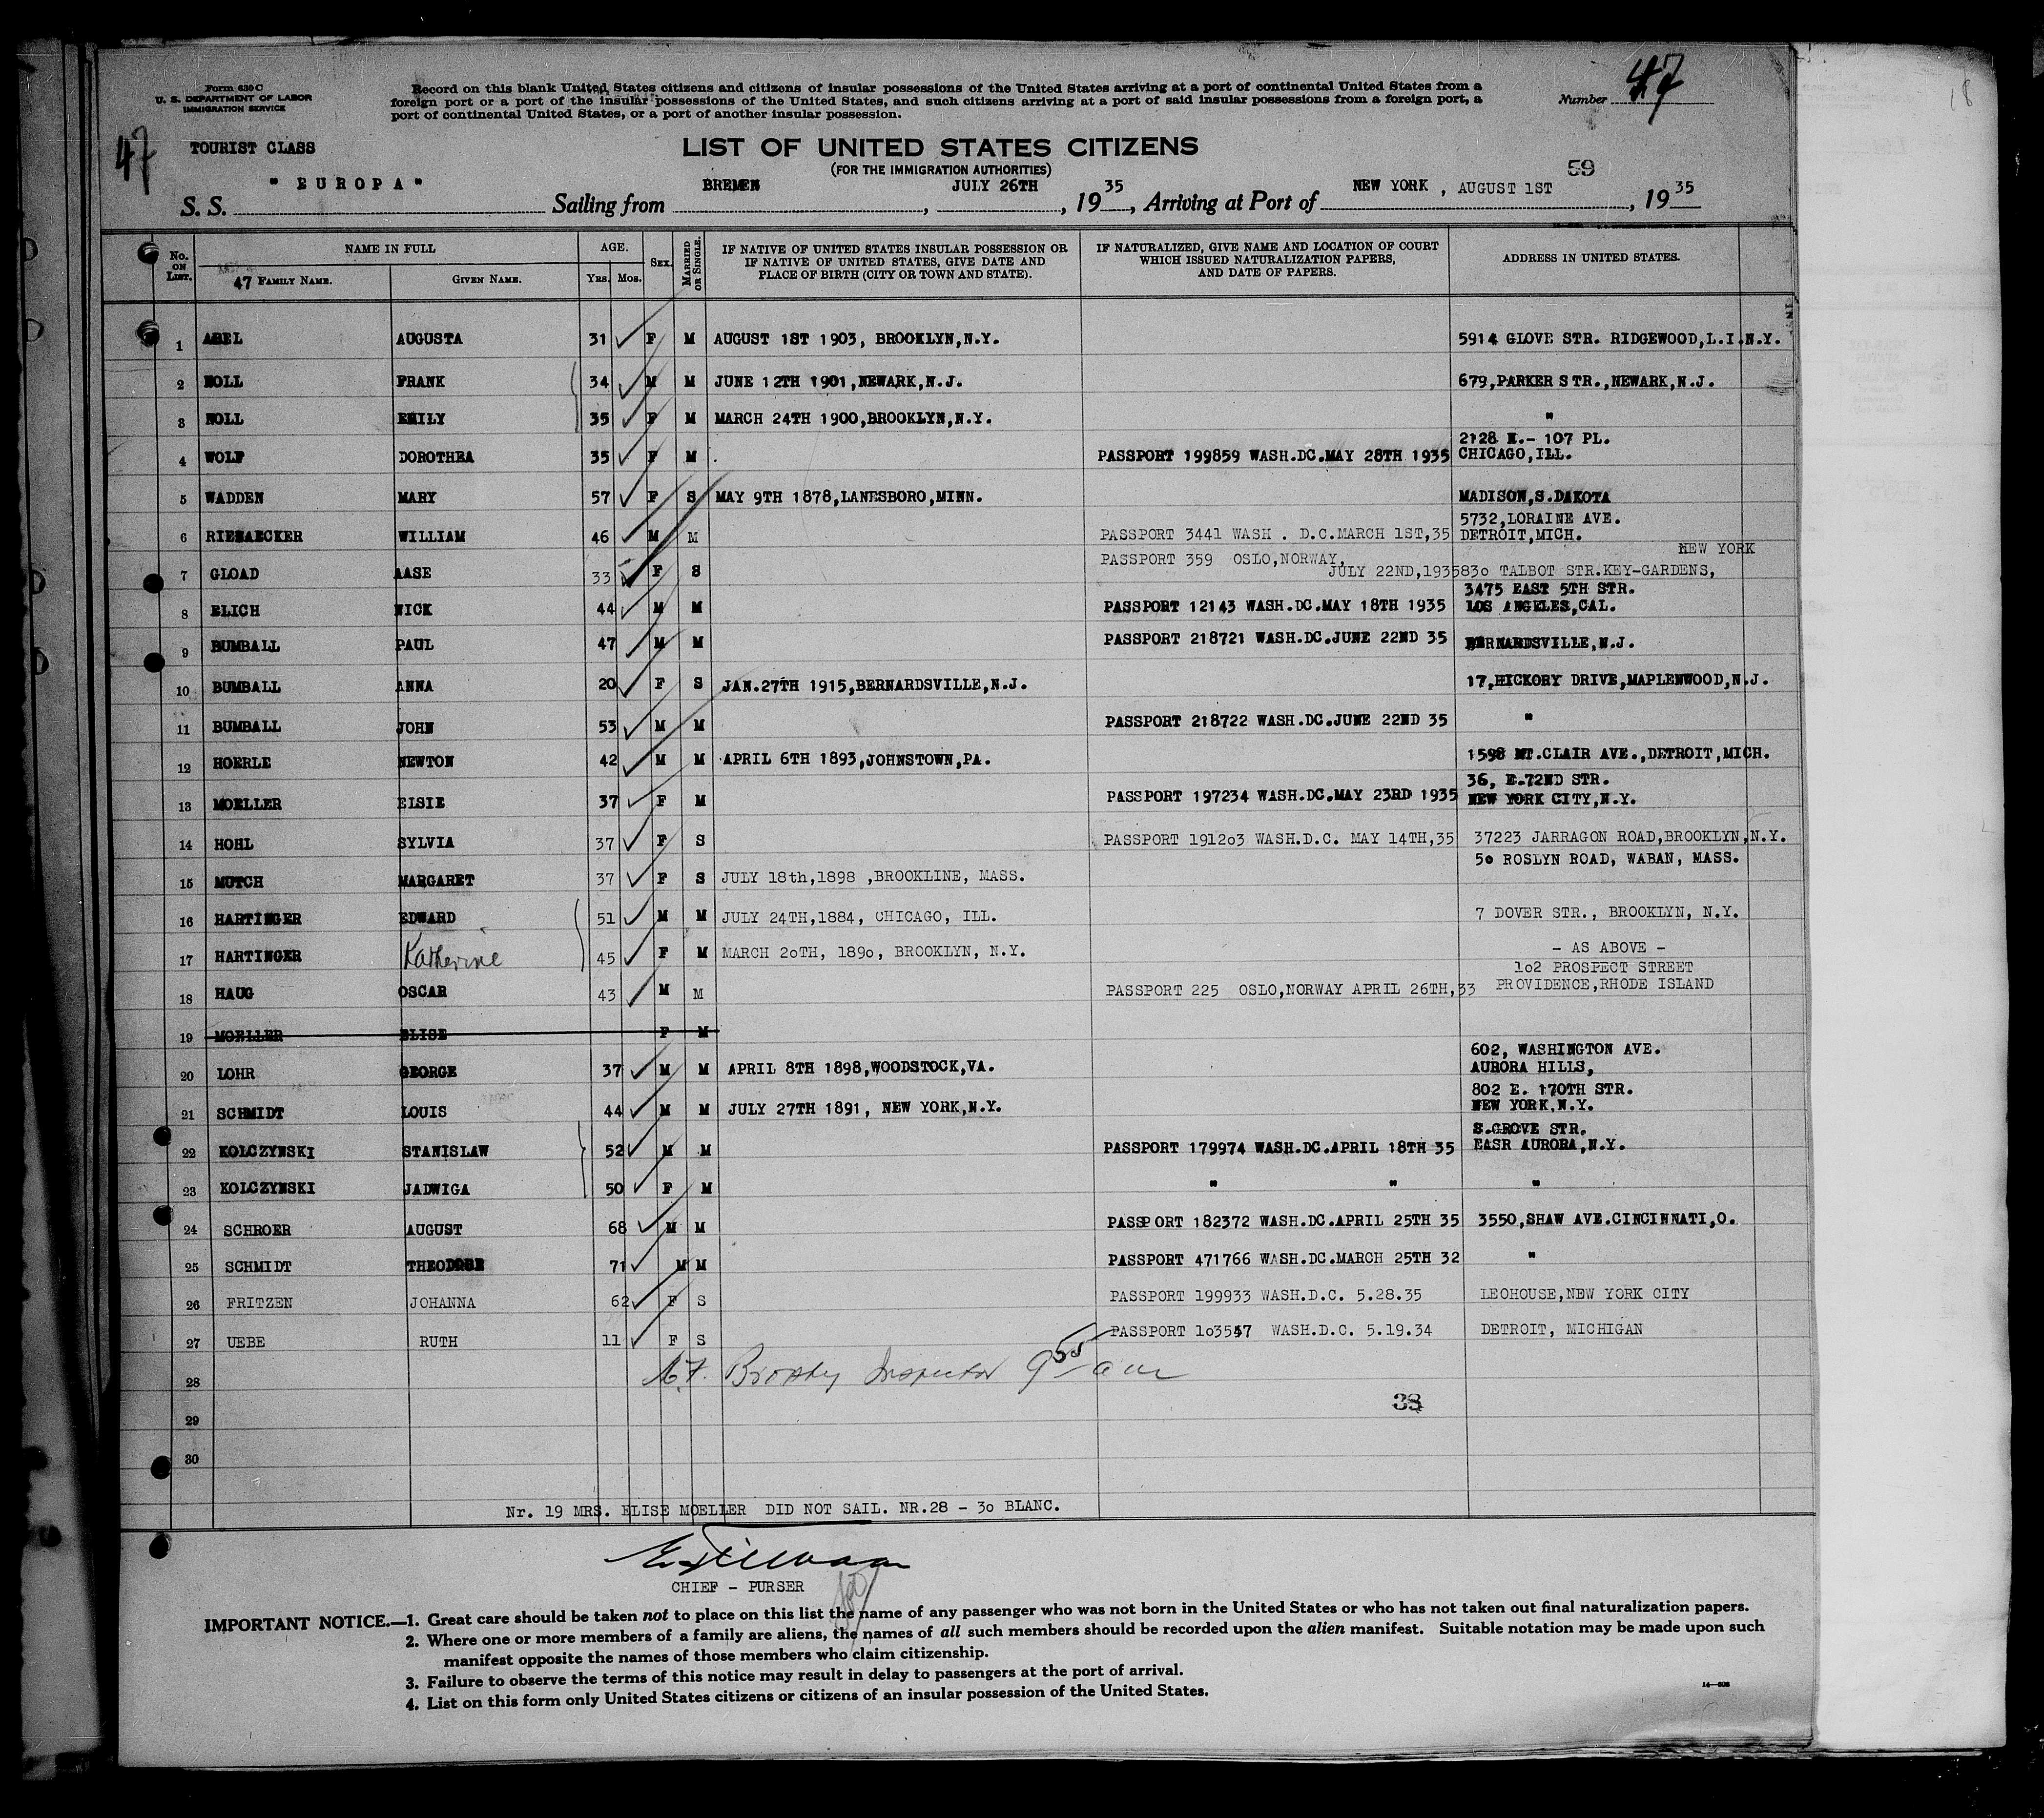 Form 630 C
U. S. DEPARTMENT OF LABOR
IMMIGRATION SERVICE
Record on this blank United States citizens and citizens of insular possessions of the United States arriving at a port of continental United States from a
foreign port or a port of the insular possessions of the United States, and such citizens arriving at a port of said insular possessions from a foreign port, a
port of continental United States, or a port of another insular possession.
Number 47
18
47
TOURIST CLASS
LIST OF UNITED STATES CITIZENS
(FOR THE IMMIGRATION AUTHORITIES)
59
S. S. " EUROPA " Sailing from BREMEN, JULY 26TH, 1935, Arriving at Port of NEW YORK, AUGUST 1ST, 1935
No. ON LIST. NAME IN FULL AGE. SEX. MARRIED OR SINGLE. IF NATIVE OF UNITED STATES INSULAR POSSESSION OR IF NATIVE OF UNITED STATES, GIVE DATE AND PLACE OF BIRTH (CITY OR TOWN AND STATE). IF NATURALIZED, GIVE NAME AND LOCATION OF COURT WHICH ISSUED NATURALIZATION PAPERS, AND DATE OF PAPERS. ADDRESS IN UNITED STATES.
47 FAMILY NAME. GIVEN NAME. YRS. MOS.
1 ABEL AUGUSTA 31 F M AUGUST 1ST 1903, BROOKLYN,N.Y. 5914 GLOVE STR. RIDGEWOOD,L.I.N.Y.
2 NOLL FRANK 34 M M JUNE 12TH 1901,NEWARK,N.J. 679,PARKER STR.,NEWARK,N.J.
3 NOLL EMILY 35 F M MARCH 24TH 1900,BROOKLYN,N.Y. "
4 WOLF DOROTHEA 35 F M . PASSPORT 199859 WASH.DC.MAY 28TH 1935 2128 E.- 107 PL. CHICAGO,ILL.
5 WADDEN MARY 57 F S MAY 9TH 1878,LANESBORO,MINN. MADISON,S.DAKOTA
6 RIENAECKER WILLIAM 46 M M PASSPORT 3441 WASH . D.C.MARCH 1ST,35 5732,LORAINE AVE. DETROIT,MICH.
7 GLOAD AASE 33 F S PASSPORT 359 OSLO,NORWAY, JULY 22ND,1935 830 TALBOT STR.KEY-GARDENS, NEW YORK
8 ELICH NICK 44 M M PASSPORT 12143 WASH.DC.MAY 18TH 1935 3475 EAST 5TH STR. LOS ANGELES,CAL.
9 BUMBALL PAUL 47 M M PASSPORT 218721 WASH.DC.JUNE 22ND 35 BERNARDSVILLE,N.J.
10 BUMBALL ANNA 20 F S JAN.27TH 1915,BERNARDSVILLE,N.J. 17,HICKORY DRIVE,MAPLENWOOD,N.J.
11 BUMBALL JOHN 53 M M PASSPORT 218722 WASH.DC.JUNE 22ND 35 "
12 HOERLE NEWTON 42 M M APRIL 6TH 1893,JOHNSTOWN,PA. 1598 MT.CLAIR AVE.,DETROIT,MICH.
13 MOELLER ELSIE 37 F M PASSPORT 197234 WASH.DC.MAY 23RD 1935 36, E.72ND STR. NEW YORK CITY,N.Y.
14 HOHL SYLVIA 37 F S PASSPORT 191203 WASH.D.C. MAY 14TH,35 37223 JARRAGON ROAD,BROOKLYN,N.Y.
15 MUTCH MARGARET 37 F S JULY 18th,1898 ,BROOKLINE, MASS. 50 ROSLYN ROAD, WABAN, MASS.
16 HARTINGER EDWARD 51 M M JULY 24TH,1884, CHICAGO, ILL. 7 DOVER STR., BROOKLYN, N.Y.
17 HARTINGER Katherine 45 F M MARCH 20TH, 1890, BROOKLYN, N.Y. - AS ABOVE -
18 HAUG OSCAR 43 M M PASSPORT 225 OSLO,NORWAY APRIL 26TH,33 102 PROSPECT STREET PROVIDENCE,RHODE ISLAND
19 MOELLER ELISE F M
20 LOHR GEORGE 37 M M APRIL 8TH 1898,WOODSTOCK,VA. 602, WASHINGTON AVE. AURORA HILLS,
21 SCHMIDT LOUIS 44 M M JULY 27TH 1891, NEW YORK,N.Y. 802 E. 170TH STR. NEW YORK,N.Y.
22 KOLCZYNSKI STANISLAW 52 M M PASSPORT 179974 WASH.DC.APRIL 18TH 35 S.GROVE STR. EASR AURORA,N.Y.
23 KOLCZYNSKI JADWIGA 50 F M " " "
24 SCHROER AUGUST 68 M M PASSPORT 182372 WASH.DC.APRIL 25TH 35 3550,SHAW AVE.CINCINNATI,O.
25 SCHMIDT THEODORE 71 M M PASSPORT 471766 WASH.DC.MARCH 25TH 32 "
26 FRITZEN JOHANNA 62 F S PASSPORT 199933 WASH.D.C. 5.28.35 LEOHOUSE,NEW YORK CITY
27 UEBE RUTH 11 F S PASSPORT 103547 WASH.D.C. 5.19.34 DETROIT, MICHIGAN
28 Brophy Inspector 9 55 am
29 38
30
Nr. 19 MRS. ELISE MOELLER DID NOT SAIL. NR.28 - 30 BLANC.
CHIEF - PURSER
IMPORTANT NOTICE.—1. Great care should be taken not to place on this list the name of any passenger who was not born in the United States or who has not taken out final naturalization papers.
2. Where one or more members of a family are aliens, the names of all such members should be recorded upon the alien manifest. Suitable notation may be made upon such
manifest opposite the names of those members who claim citizenship.
3. Failure to observe the terms of this notice may result in delay to passengers at the port of arrival.
4. List on this form only United States citizens or citizens of an insular possession of the United States.